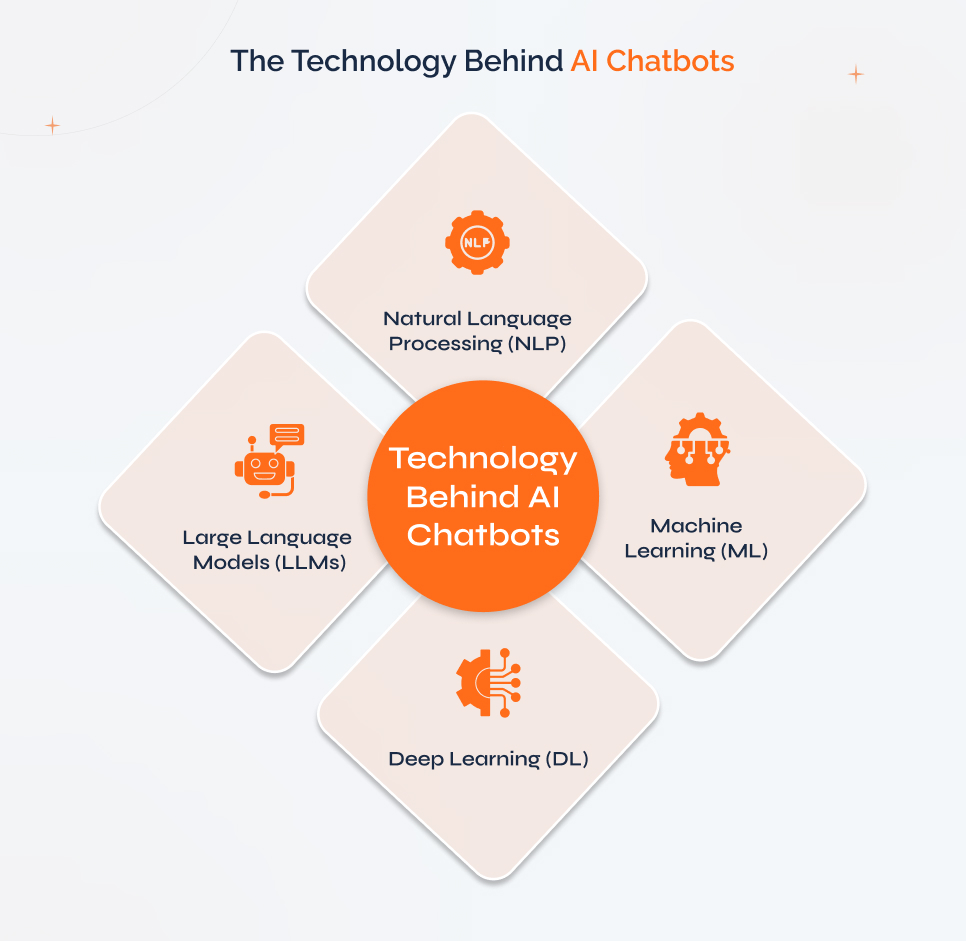 The Technology Behind AI Chatbots
NLP
Natural Language
Processing (NLP)
Large Language
Models (LLMs)
Technology
Behind AI
Chatbots
Machine
Learning (ML)
Deep Learning (DL)